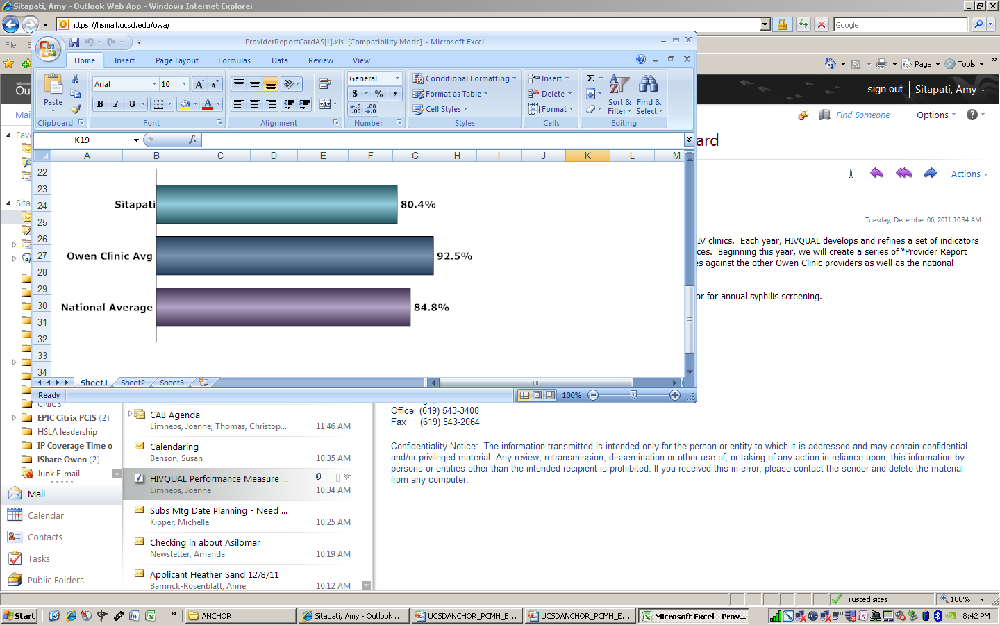 Sitapati, Amy - Outlook Web App - Windows Internet Explorer
https://hsmail.ucsd.edu/owa/
Google
File
Page
Tools
ProviderReportCardAS[1].xls [Compatibility Mode] - Microsoft Excel
Home Insert Page Layout Formulas Data Review View
Paste
Arial 10
B I U
General
$ % ,
Conditional Formatting
Format as Table
Cell Styles
Insert
Delete
Format
Σ
Sort & Filter
Find & Select
Clipboard Font Alignment Number Styles Cells Editing
K19
fx
A B C D E F G H I J K L M
22
23
24
25
26
27
28
29
30
31
32
33
34
Sitapati 80.4%
Owen Clinic Avg 92.5%
National Average 84.8%
Sheet1 Sheet2 Sheet3
Ready
100%
sign out Sitapati, Amy
Find Someone
Options
ard
Actions
Tuesday, December 06, 2011 10:34 AM
IV clinics. Each year, HIVQUAL develops and refines a set of indicators
ces. Beginning this year, we will create a series of “Provider Report
s against the other Owen Clinic providers as well as the national
or for annual syphilis screening.
Office (619) 543-3408
Fax (619) 543-2064
Confidentiality Notice: The information transmitted is intended only for the person or entity to which it is addressed and may contain confidential
and/or privileged material. Any review, retransmission, dissemination or other use of, or taking of any action in reliance upon, this information by
persons or entities other than the intended recipient is prohibited. If you received this in error, please contact the sender and delete the material
from any computer.
Mai
Fav
Sita
CNICS
EPIC Citrix PCIS (2)
HSLA leadership
IP Coverage Time o
iShare Owen (2)
Junk E-mail
Mail
Calendar
Contacts
Tasks
Public Folders
CAB Agenda
Limneos, Joanne; Thomas, Christop... 11:46 AM
Calendaring
Benson, Susan 10:35 AM
HIVQUAL Performance Measure ...
Limneos, Joanne 10:34 AM
Subs Mtg Date Planning - Need ...
Kipper, Michelle 10:25 AM
Checking in about Asilomar
Newstetter, Amanda 10:19 AM
Applicant Heather Sand 12/8/11
Bamrick-Rosenblatt, Anne 10:12 AM
Trusted sites
100%
Start
ANCHOR
Sitapati, Amy - Outlook ...
UCSDANCHOR_PCMH_E...
UCSDANCHOR_PCMH_E...
Microsoft Excel - Prov...
8:42 PM